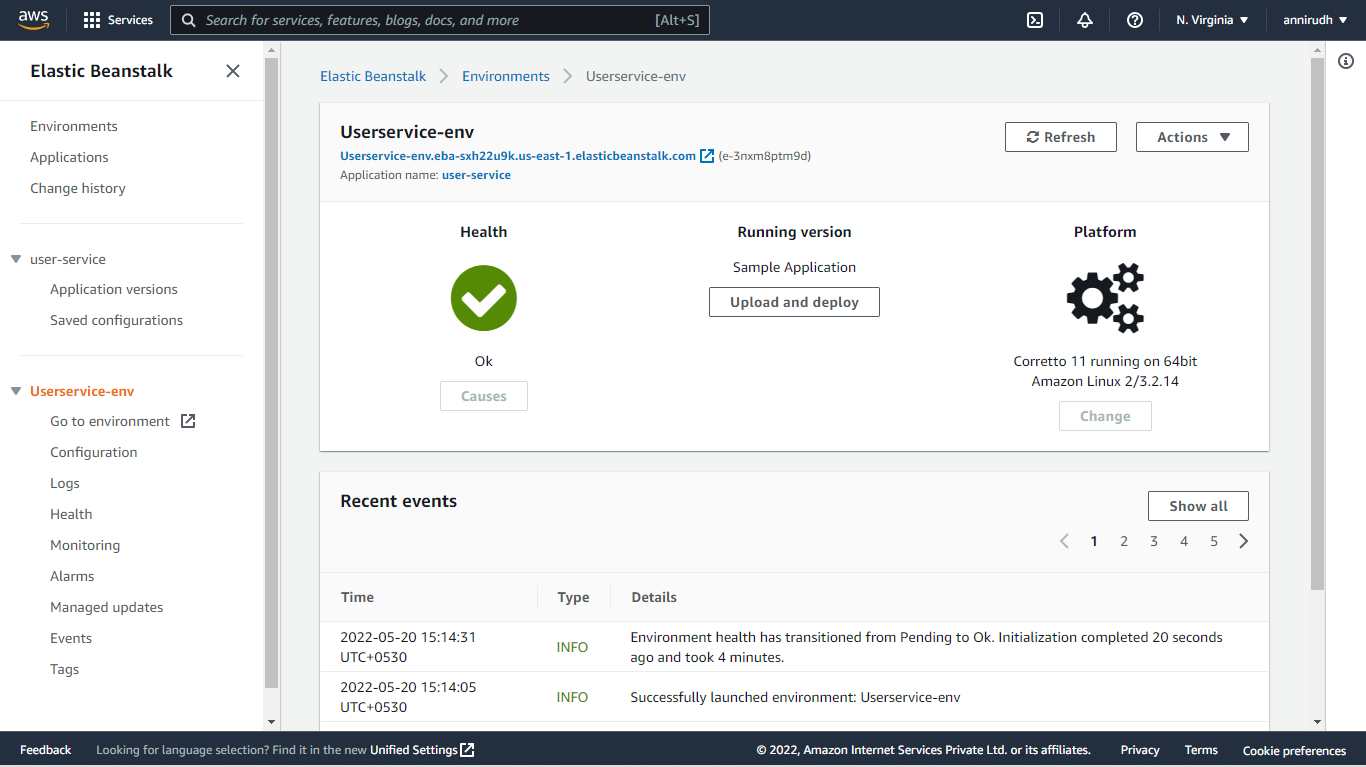 aws
Services
Search for services, features, blogs, docs, and more
[Alt+S]
N. Virginia
annirudh
Elastic Beanstalk
Environments
Applications
Change history
user-service
Application versions
Saved configurations
Userservice-env
Go to environment
Configuration
Logs
Health
Monitoring
Alarms
Managed updates
Events
Tags
Elastic Beanstalk
Environments
Userservice-env
Userservice-env
Userservice-env.eba-sxh22u9k.us-east-1.elasticbeanstalk.com (e-3nxm8ptm9d)
Application name: user-service
Refresh
Actions
Health
Ok
Causes
Running version
Sample Application
Upload and deploy
Platform
Corretto 11 running on 64bit
Amazon Linux 2/3.2.14
Change
Recent events
Show all
1 2 3 4 5
Time Type Details
2022-05-20 15:14:31
UTC+0530
INFO
Environment health has transitioned from Pending to Ok. Initialization completed 20 seconds
ago and took 4 minutes.
2022-05-20 15:14:05
UTC+0530
INFO
Successfully launched environment: Userservice-env
Feedback
Looking for language selection? Find it in the new Unified Settings
© 2022, Amazon Internet Services Private Ltd. or its affiliates.
Privacy
Terms
Cookie preferences